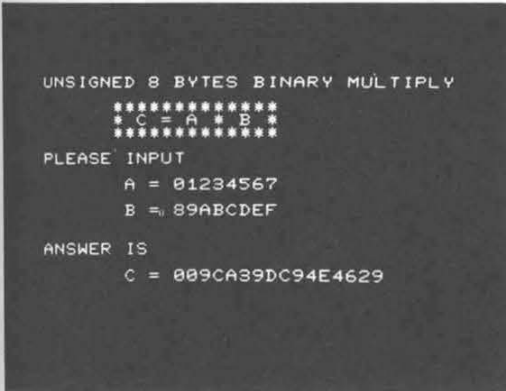 UNSIGNED 8 BYTES BINARY MULTIPLY
*************
* C = A * B *
*************
PLEASE INPUT
A = 01234567
B = 89ABCDEF
ANSWER IS
C = 009CA39DC94E4629